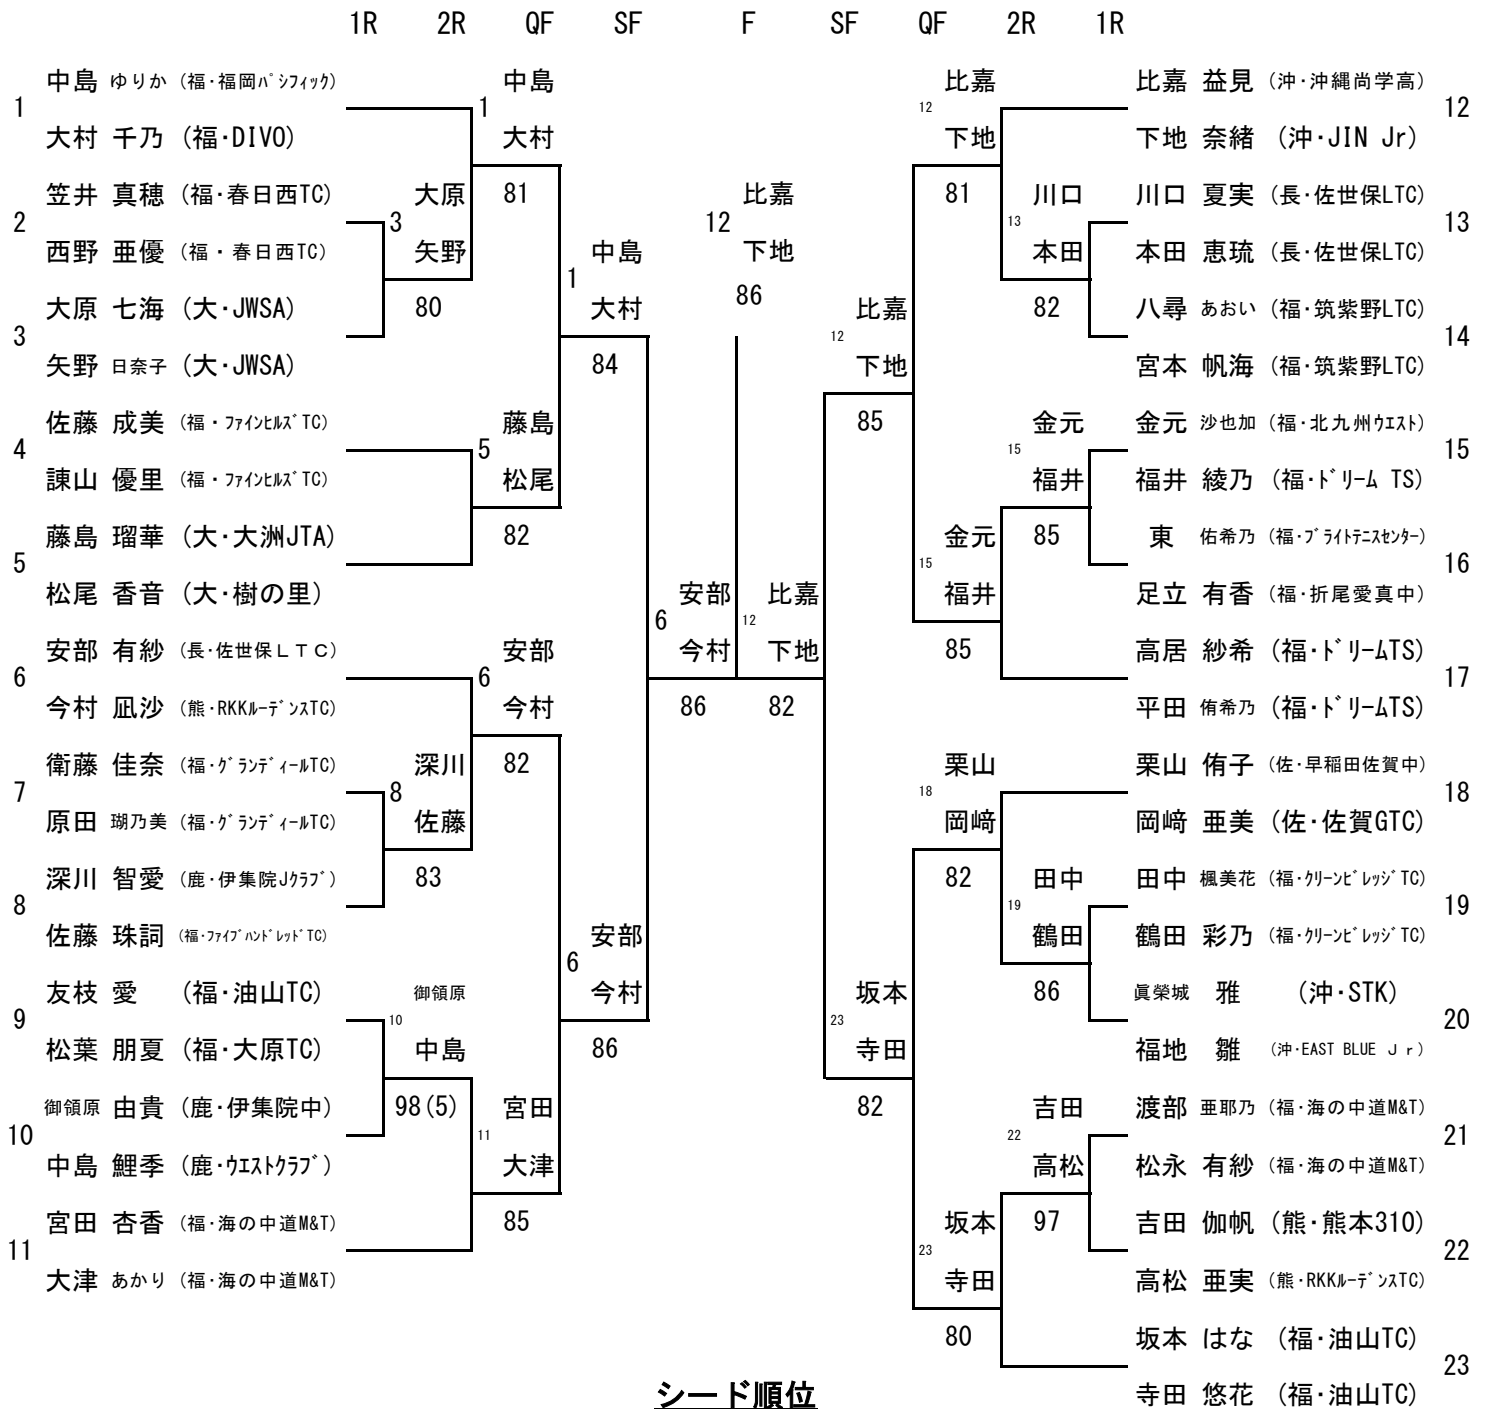 1R 2R QF SF F SF QF 2R 1R
中島 ゆりか (福・福岡ﾊﾟｼﾌｨｯｸ) 中島 比嘉 比嘉 益見 (沖・沖縄尚学高)
1 1 12 12
大村 千乃 (福・DIVO) 大村 下地 下地 奈緒 (沖・JIN Jr)
笠井 真穂 (福・春日西TC) 大原 81 比嘉 81 川口 川口 夏実 (長・佐世保LTC)
2 3 12 13 13
西野 亜優 (福・春日西TC) 矢野 中島 下地 本田 本田 恵琉 (長・佐世保LTC)
1 86
大原 七海 (大・JWSA) 80 大村 比嘉 82 八尋 あおい (福・筑紫野LTC)
3 12 14
矢野 日奈子 (大・JWSA) 84 下地 宮本 帆海 (福・筑紫野LTC)
佐藤 成美 (福・ﾌｧｲﾝﾋﾙｽﾞTC) 藤島 85 金元 金元 沙也加 (福・北九州ｳｴｽﾄ)
4 5 15 15
諌山 優里 (福・ﾌｧｲﾝﾋﾙｽﾞTC) 松尾 福井 福井 綾乃 (福・ﾄﾞﾘｰﾑ TS)
藤島 瑠華 (大・大洲JTA) 82 金元 85 東 佑希乃 (福・ﾌﾞﾗｲﾄﾃﾆｽｾﾝﾀｰ)
5 15 16
松尾 香音 (大・樹の里) 安部 比嘉 福井 足立 有香 (福・折尾愛真中)
6 12
安部 有紗 (長・佐世保ＬＴＣ) 安部 今村 下地 85 高居 紗希 (福・ﾄﾞﾘｰﾑTS)
6 6 17
今村 凪沙 (熊・RKKﾙｰﾃﾞﾝｽTC) 今村 86 82 平田 侑希乃 (福・ﾄﾞﾘｰﾑTS)
衛藤 佳奈 (福・ｸﾞﾗﾝﾃﾞｨｰﾙTC) 深川 82 栗山 栗山 侑子 (佐・早稲田佐賀中)
7 8 18 18
原田 瑚乃美 (福・ｸﾞﾗﾝﾃﾞｨｰﾙTC) 佐藤 岡﨑 岡﨑 亜美 (佐・佐賀GTC)
深川 智愛 (鹿・伊集院Jｸﾗﾌﾞ) 83 82 田中 田中 楓美花 (福・ｸﾘｰﾝﾋﾞﾚｯｼﾞTC)
8 19 19
佐藤 珠詞 (福・ﾌｧｲﾌﾞﾊﾝﾄﾞﾚｯﾄﾞTC) 安部 鶴田 鶴田 彩乃 (福・ｸﾘｰﾝﾋﾞﾚｯｼﾞTC)
6
友枝 愛 (福・油山TC) 御領原 今村 坂本 86 眞榮城 雅 (沖・STK)
9 10 23 20
松葉 朋夏 (福・大原TC) 中島 86 寺田 福地 雛 (沖・EAST BLUE Ｊｒ)
御領原 由貴 (鹿・伊集院中) 98(5) 宮田 82 吉田 渡部 亜耶乃 (福・海の中道M&T)
10 11 22 21
中島 鯉季 (鹿・ｳｴｽﾄｸﾗﾌﾞ) 大津 高松 松永 有紗 (福・海の中道M&T)
宮田 杏香 (福・海の中道M&T) 85 坂本 97 吉田 伽帆 (熊・熊本310)
11 23 22
大津 あかり (福・海の中道M&T) 寺田 高松 亜実 (熊・RKKﾙｰﾃﾞﾝｽTC)
80 坂本 はな (福・油山TC)
23
シード順位 寺田 悠花 (福・油山TC)